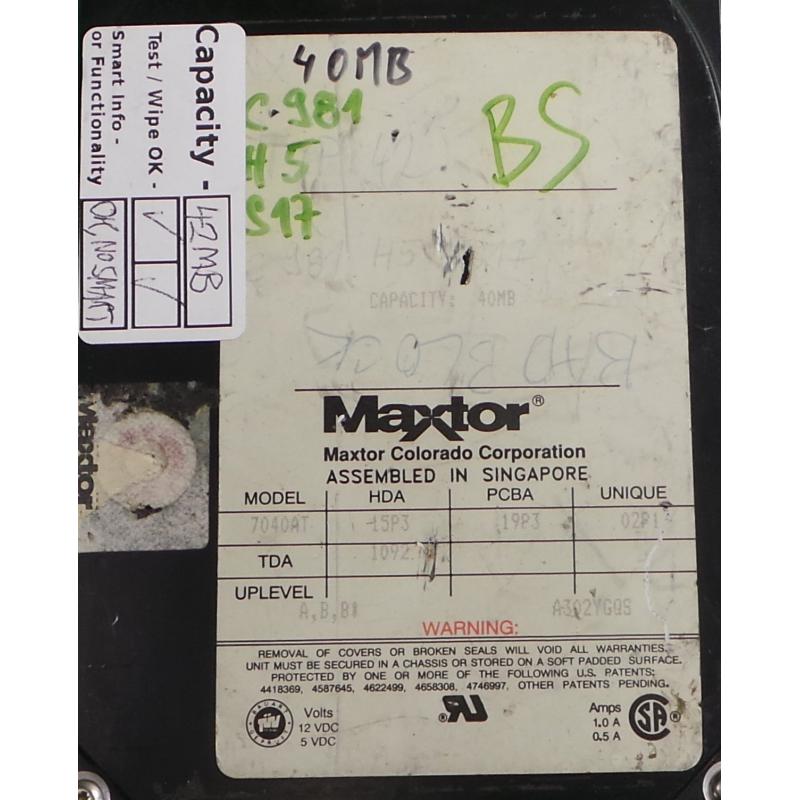 Capacity - 42MB
Test / Wipe OK - ✓ ✓
Smart Info -
or Functionality OK, NO SMART
40MB
C 981
H 5
S17
BS
CAPACITY: 40MB
BAD BLOCK
Maxtor®
Maxtor Colorado Corporation
ASSEMBLED IN SINGAPORE
MODEL HDA PCBA UNIQUE
7040AT 15P3 19P3 02P1
TDA 1092
UPLEVEL
A,B,B1 A302YGQS
WARNING:
REMOVAL OF COVERS OR BROKEN SEALS WILL VOID ALL WARRANTIES.
UNIT MUST BE SECURED IN A CHASSIS OR STORED ON A SOFT PADDED SURFACE.
PROTECTED BY ONE OR MORE OF THE FOLLOWING U.S. PATENTS:
4418369, 4587645, 4622499, 4658308, 4746997, OTHER PATENTS PENDING.
Volts
12 VDC
5 VDC
Amps
1.0 A
0.5 A
Maxtor